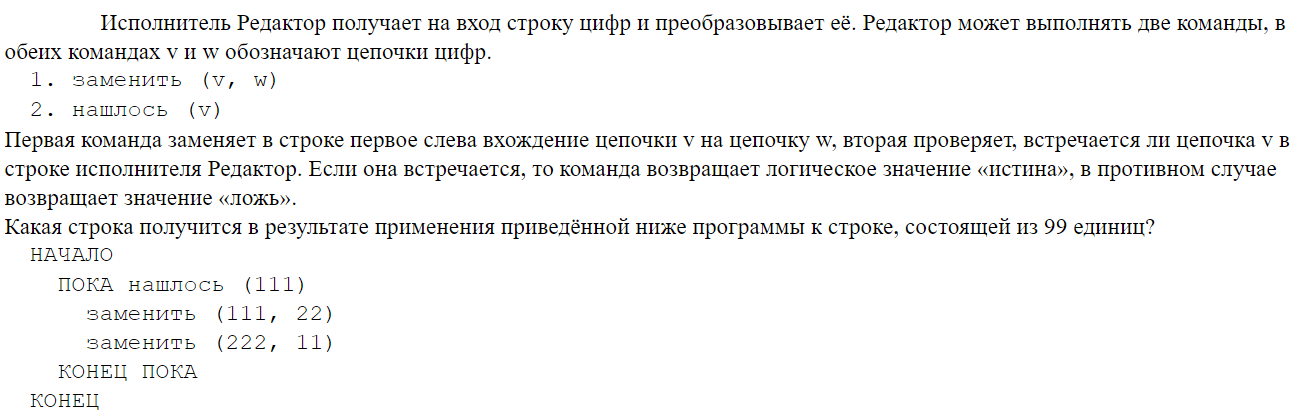 Исполнитель Редактор получает на вход строку цифр и преобразовывает её. Редактор может выполнять две команды, в
обеих командах v и w обозначают цепочки цифр.
1. заменить (v, w)
2. нашлось (v)
Первая команда заменяет в строке первое слева вхождение цепочки v на цепочку w, вторая проверяет, встречается ли цепочка v в
строке исполнителя Редактор. Если она встречается, то команда возвращает логическое значение «истина», в противном случае
возвращает значение «ложь».
Какая строка получится в результате применения приведённой ниже программы к строке, состоящей из 99 единиц?
НАЧАЛО
ПОКА нашлось (111)
заменить (111, 22)
заменить (222, 11)
КОНЕЦ ПОКА
КОНЕЦ